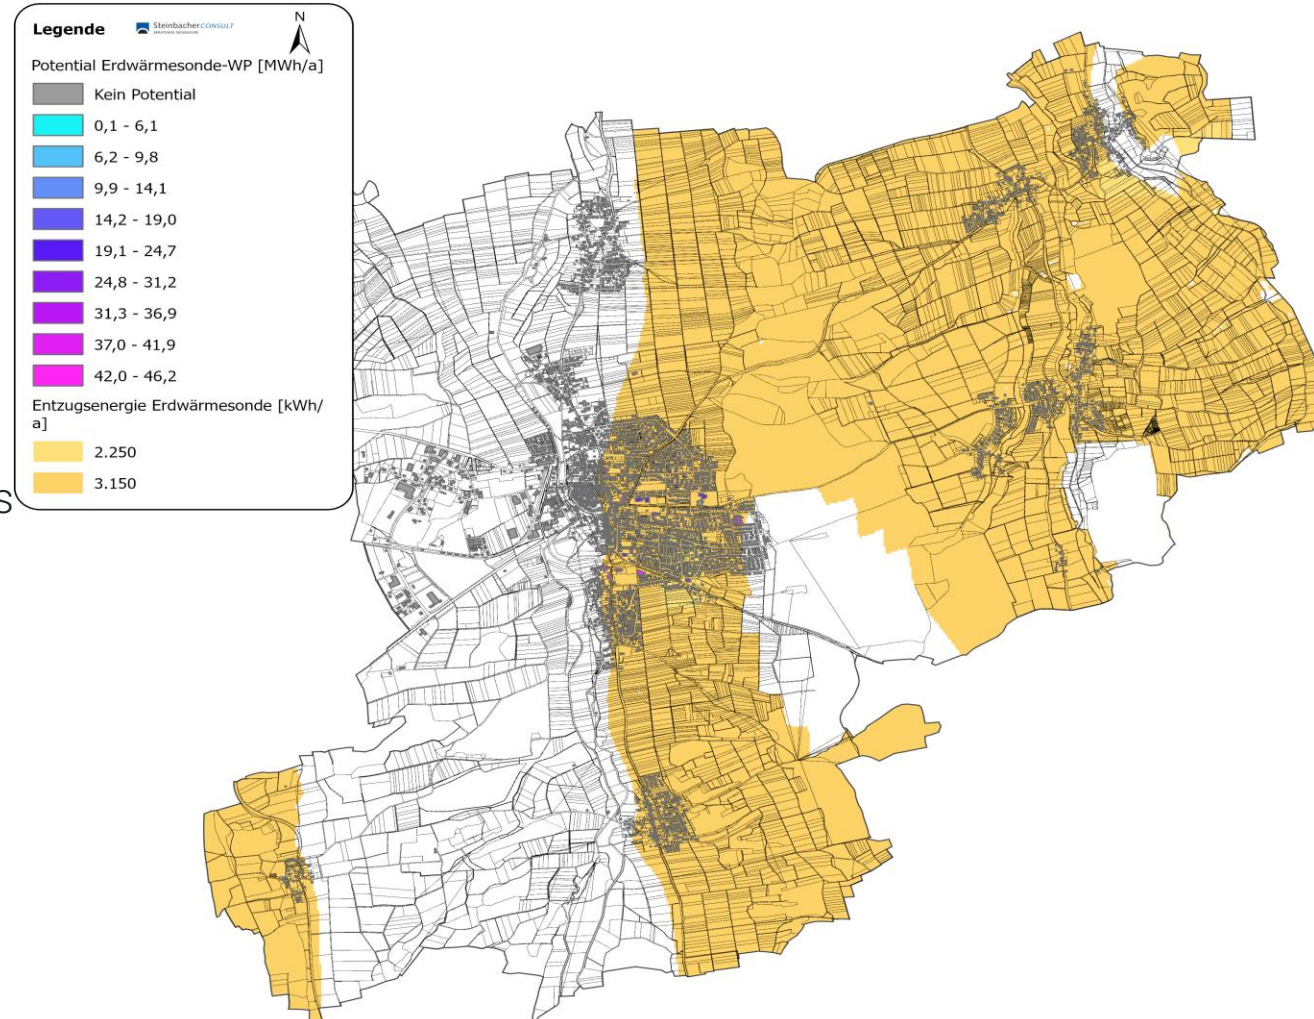 Legende
SteinbacherCONSULT
N
Potential Erdwärmesonde-WP [MWh/a]
Kein Potential
0,1 - 6,1
6,2 - 9,8
9,9 - 14,1
14,2 - 19,0
19,1 - 24,7
24,8 - 31,2
31,3 - 36,9
37,0 - 41,9
42,0 - 46,2
Entzugsenergie Erdwärmesonde [kWh/
a]
2.250
3.150
S